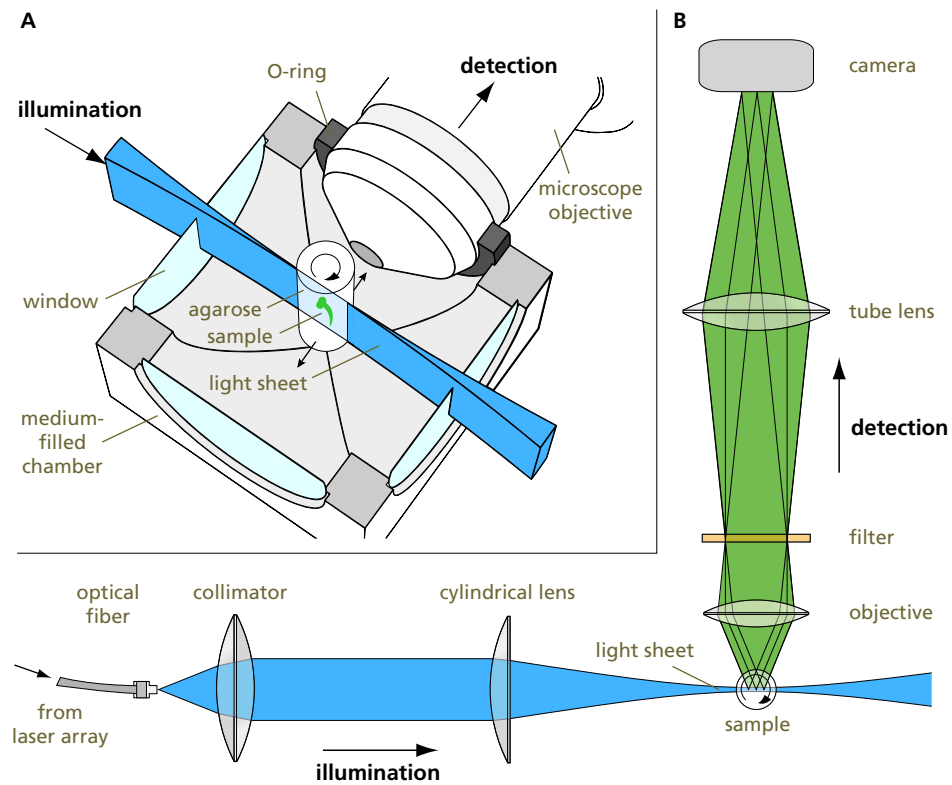 A
O-ring
detection
illumination
microscope
objective
window
agarose
sample
light sheet
medium-
filled
chamber
B
camera
tube lens
detection
filter
objective
optical
fiber
collimator
cylindrical lens
light sheet
from
laser array
sample
illumination